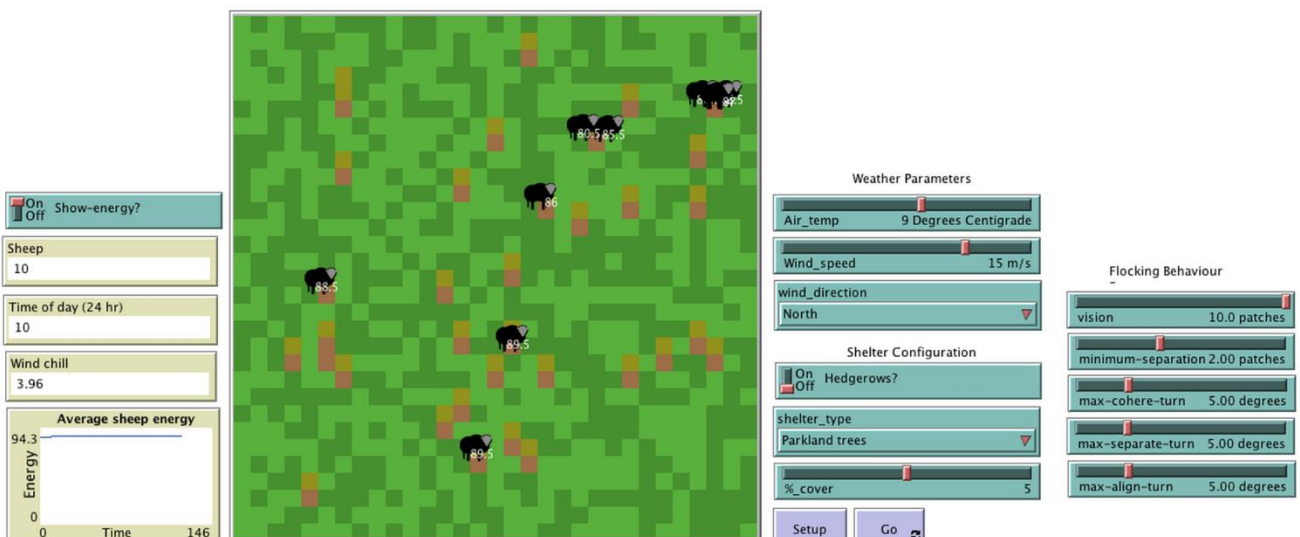 On
Off
Show-energy?
Sheep
10
Time of day (24 hr)
10
Wind chill
3.96
Average sheep energy
94.3
Energy
0
0
Time
146
80.5
85.5
86
88.5
89.5
89.5
Weather Parameters
Air_temp 9 Degrees Centigrade
Wind_speed 15 m/s
wind_direction
North
Shelter Configuration
On
Off
Hedgerows?
shelter_type
Parkland trees
%_cover 5
Setup
Go
Flocking Behaviour
vision 10.0 patches
minimum-separation 2.00 patches
max-cohere-turn 5.00 degrees
max-separate-turn 5.00 degrees
max-align-turn 5.00 degrees